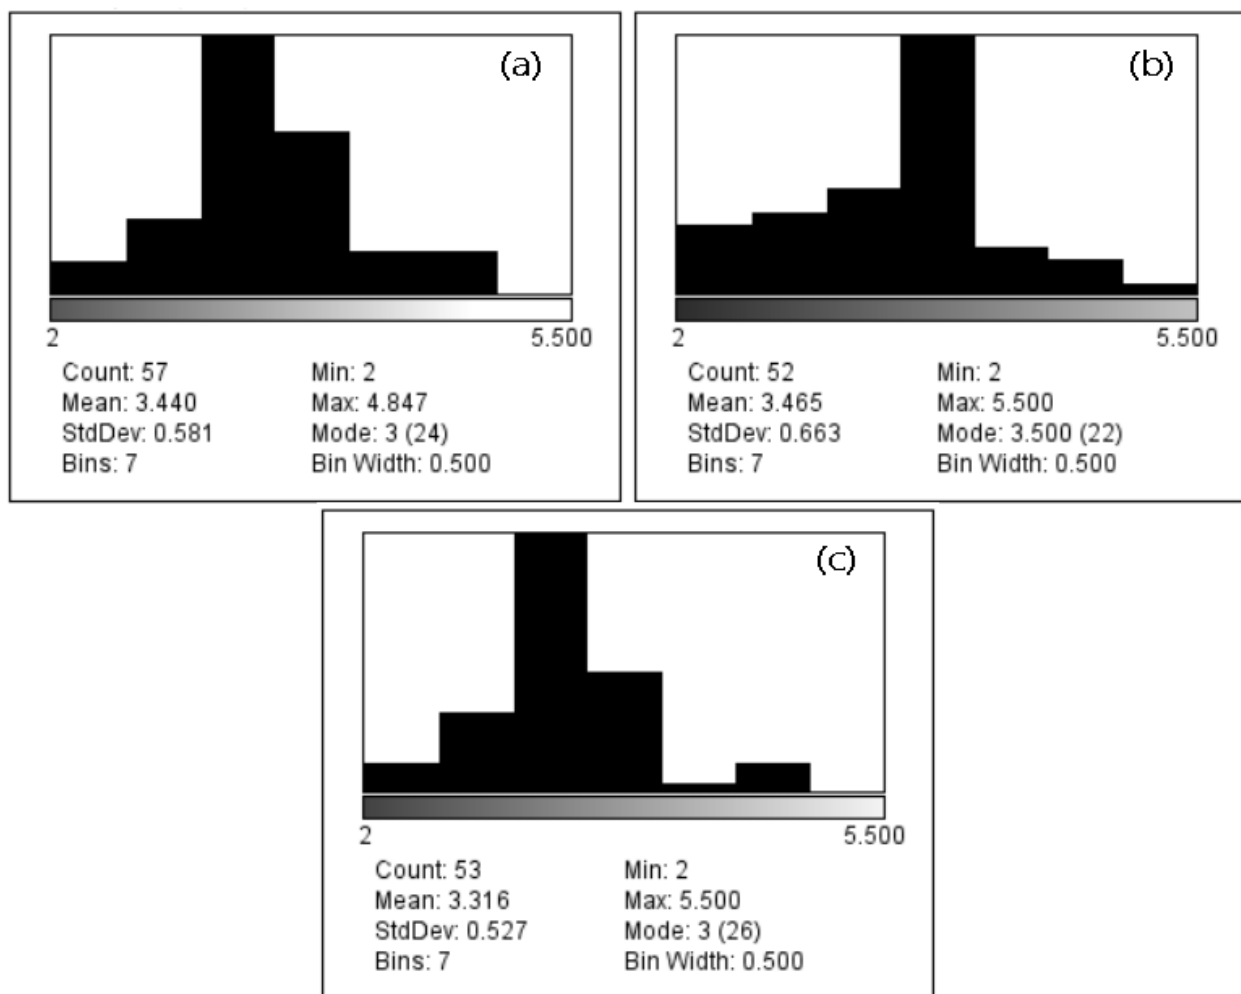 (a)
2 5.500
Count: 57 Min: 2
Mean: 3.440 Max: 4.847
StdDev: 0.581 Mode: 3 (24)
Bins: 7 Bin Width: 0.500
(b)
2 5.500
Count: 52 Min: 2
Mean: 3.465 Max: 5.500
StdDev: 0.663 Mode: 3.500 (22)
Bins: 7 Bin Width: 0.500
(c)
2 5.500
Count: 53 Min: 2
Mean: 3.316 Max: 5.500
StdDev: 0.527 Mode: 3 (26)
Bins: 7 Bin Width: 0.500